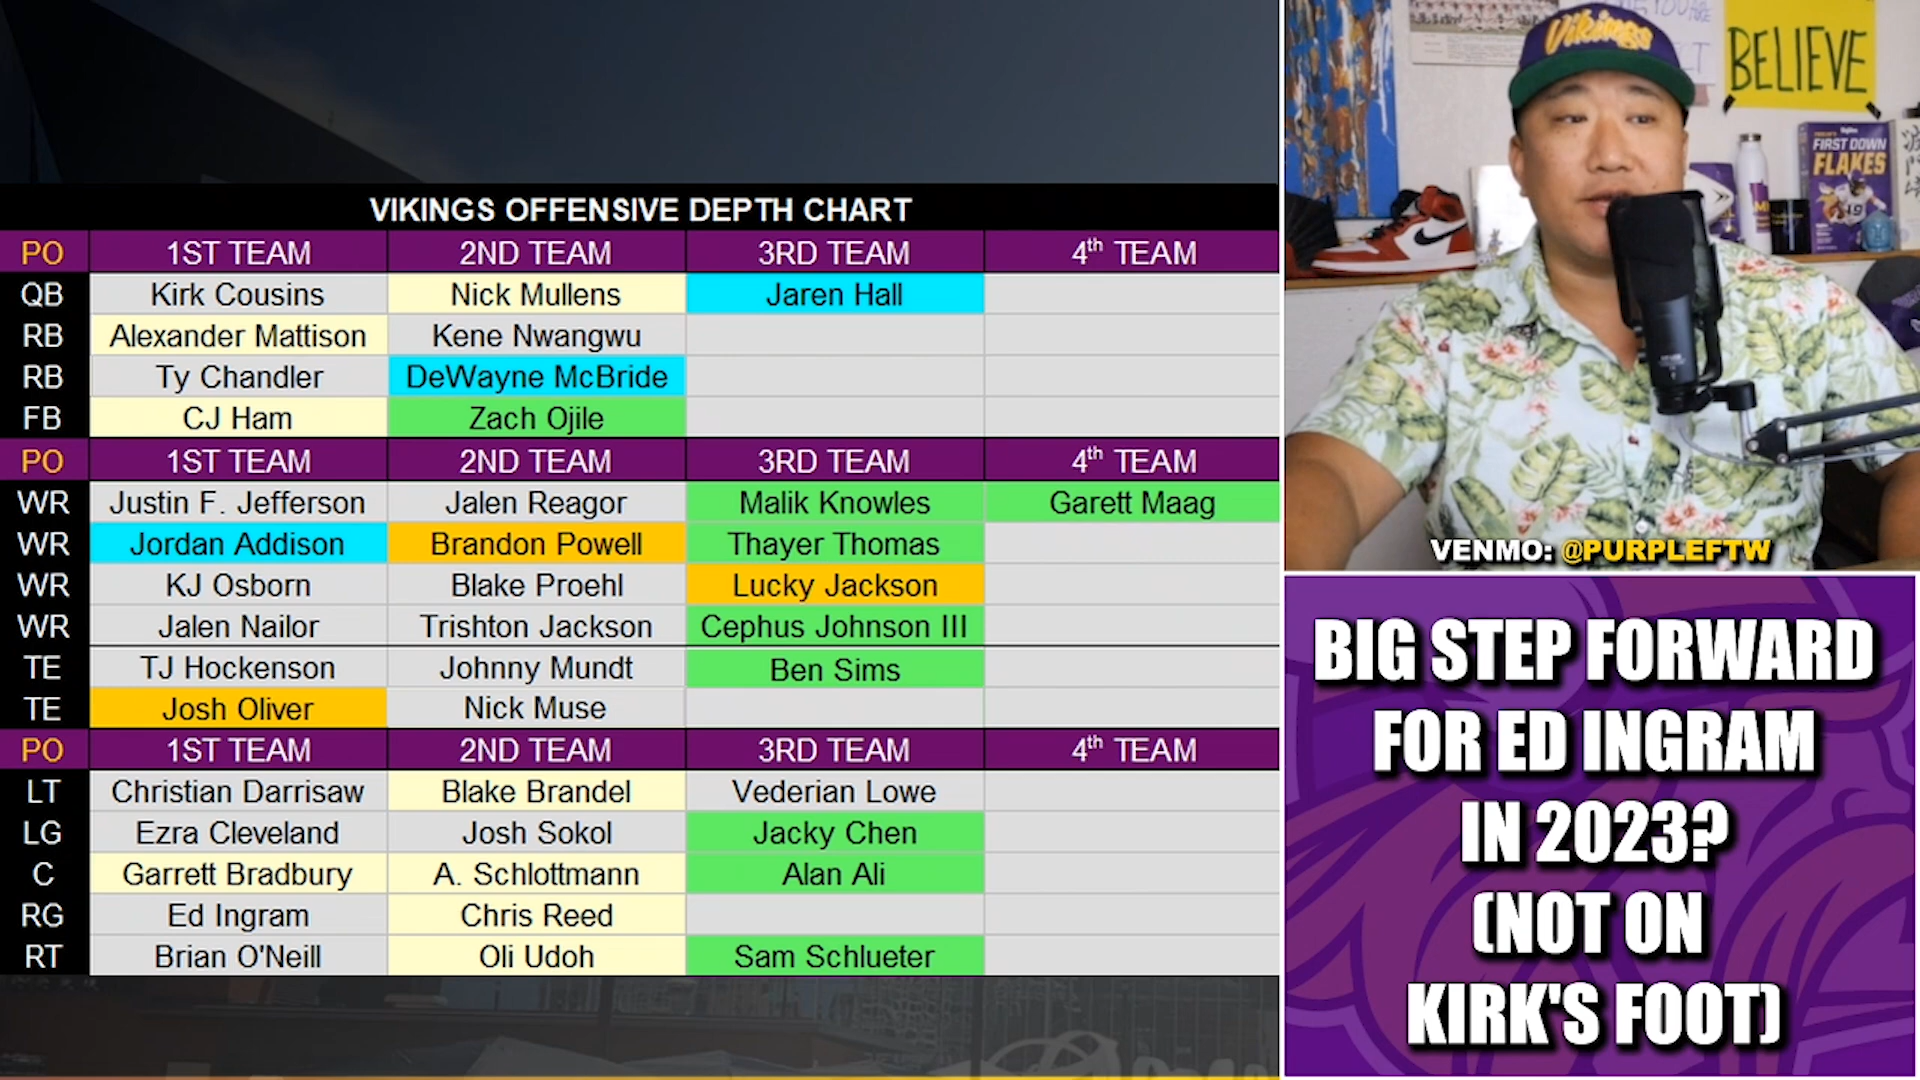 VIKINGS OFFENSIVE DEPTH CHART
PO 1ST TEAM 2ND TEAM 3RD TEAM 4th TEAM
QB Kirk Cousins Nick Mullens Jaren Hall
RB Alexander Mattison Kene Nwangwu
RB Ty Chandler DeWayne McBride
FB CJ Ham Zach Ojile
PO 1ST TEAM 2ND TEAM 3RD TEAM 4th TEAM
WR Justin F. Jefferson Jalen Reagor Malik Knowles Garett Maag
WR Jordan Addison Brandon Powell Thayer Thomas
WR KJ Osborn Blake Proehl Lucky Jackson
WR Jalen Nailor Trishton Jackson Cephus Johnson III
TE TJ Hockenson Johnny Mundt Ben Sims
TE Josh Oliver Nick Muse
PO 1ST TEAM 2ND TEAM 3RD TEAM 4th TEAM
LT Christian Darrisaw Blake Brandel Vederian Lowe
LG Ezra Cleveland Josh Sokol Jacky Chen
C Garrett Bradbury A. Schlottmann Alan Ali
RG Ed Ingram Chris Reed
RT Brian O'Neill Oli Udoh Sam Schlueter
Vikings
BELIEVE
FIRST DOWN
FLAKES
VENMO: @PURPLEFTW
BIG STEP FORWARD
FOR ED INGRAM
IN 2023?
(NOT ON
KIRK'S FOOT)